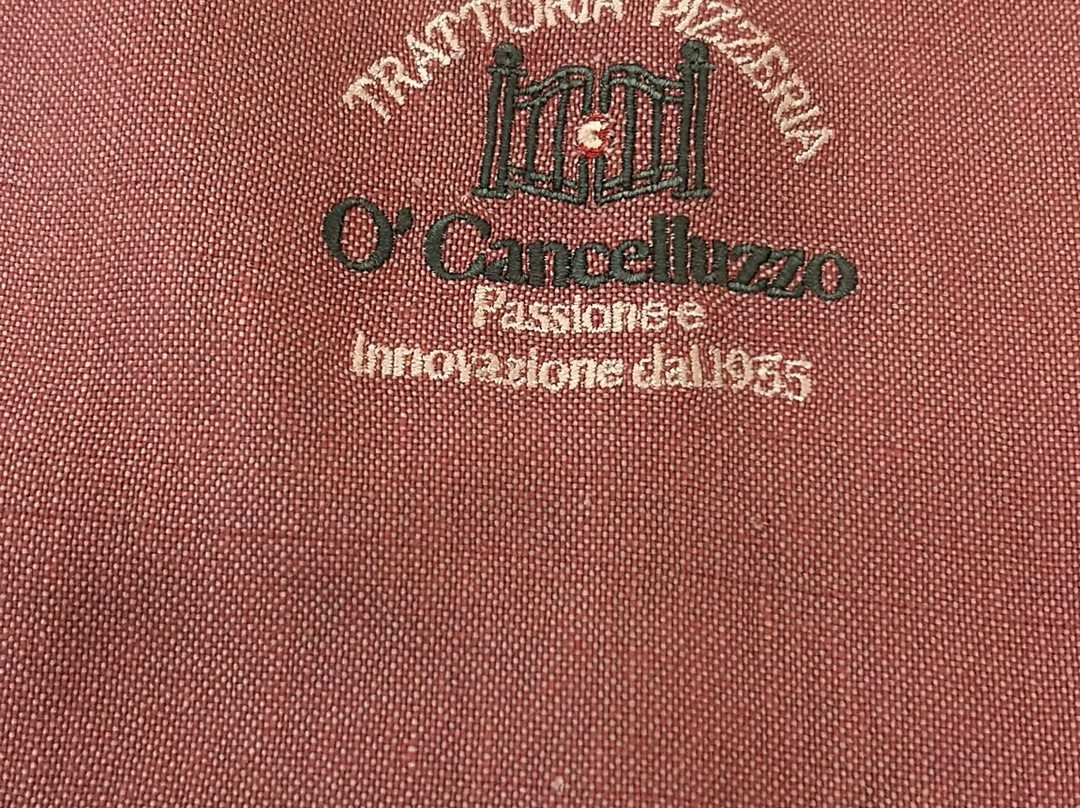 TRATTORIA PIZZERIA
O' Cancelluzzo
Passione e
Innovazione dal 1955